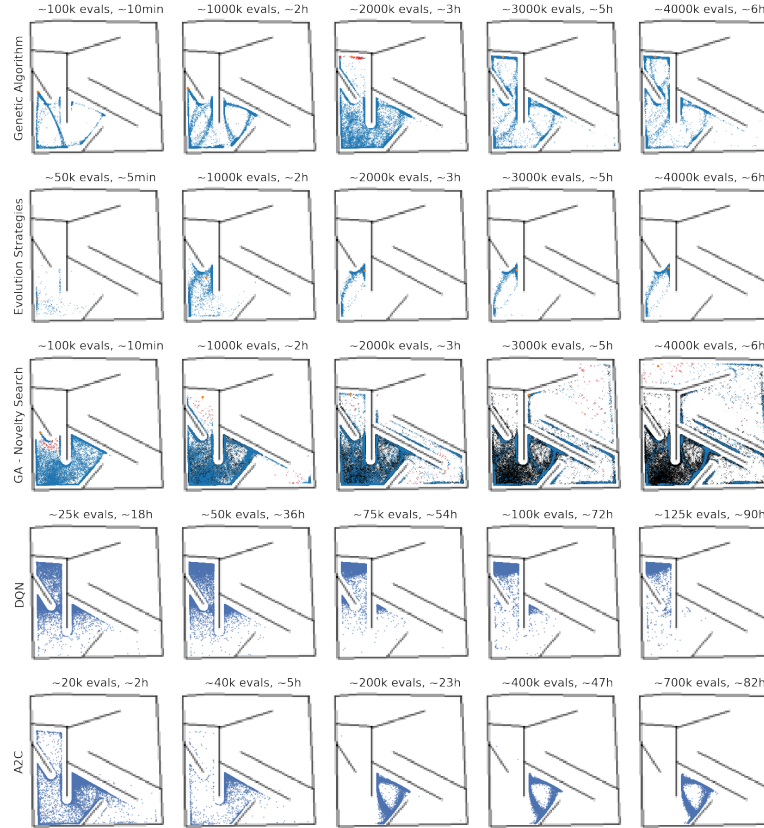 ~100k evals, ~10min ~1000k evals, ~2h ~2000k evals, ~3h ~3000k evals, ~5h ~4000k evals, ~6h
Genetic Algorithm
~50k evals, ~5min ~1000k evals, ~2h ~2000k evals, ~3h ~3000k evals, ~5h ~4000k evals, ~6h
Evolution Strategies
~100k evals, ~10min ~1000k evals, ~2h ~2000k evals, ~3h ~3000k evals, ~5h ~4000k evals, ~6h
GA - Novelty Search
~25k evals, ~18h ~50k evals, ~36h ~75k evals, ~54h ~100k evals, ~72h ~125k evals, ~90h
DQN
~20k evals, ~2h ~40k evals, ~5h ~200k evals, ~23h ~400k evals, ~47h ~700k evals, ~82h
A2C